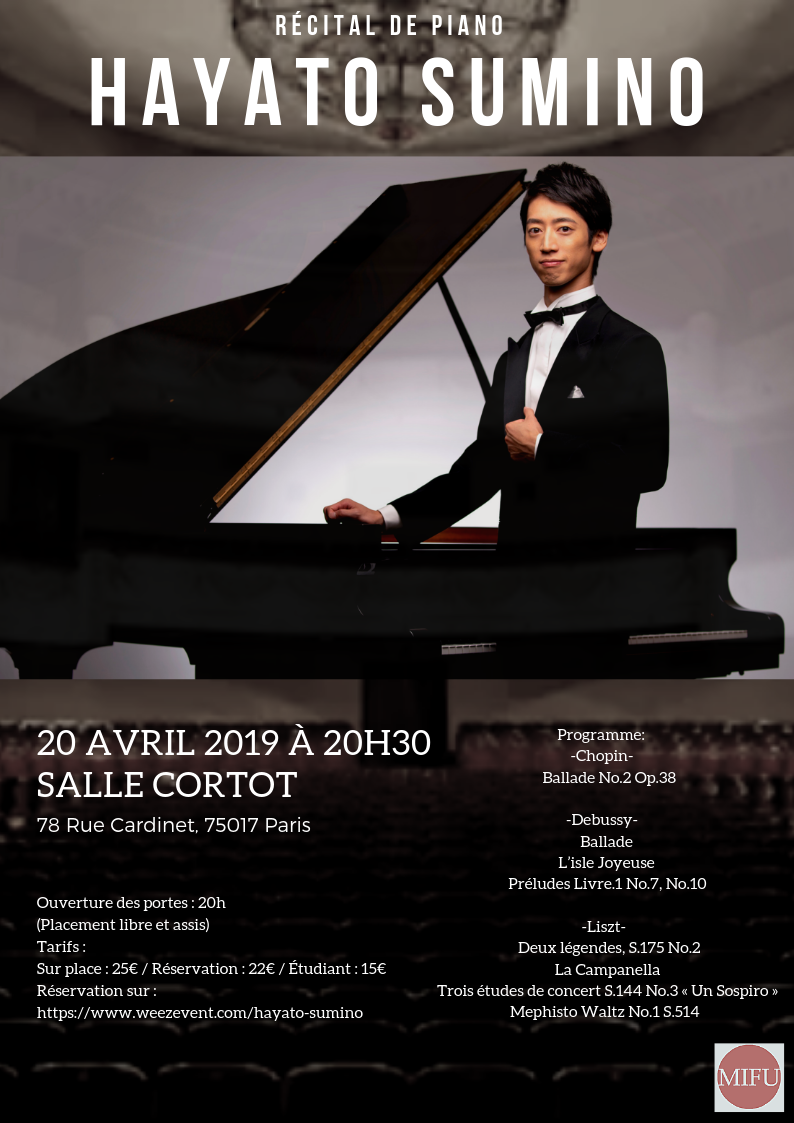 RÉCITAL DE PIANO
HAYATO SUMINO
20 AVRIL 2019 À 20H30
SALLE CORTOT
78 Rue Cardinet, 75017 Paris
Ouverture des portes : 20h
(Placement libre et assis)
Tarifs :
Sur place : 25€ / Réservation : 22€ / Étudiant : 15€
Réservation sur :
https://www.weezevent.com/hayato-sumino
Programme:
-Chopin-
Ballade No.2 Op.38
-Debussy-
Ballade
L'isle Joyeuse
Préludes Livre.1 No.7, No.10
-Liszt-
Deux légendes, S.175 No.2
La Campanella
Trois études de concert S.144 No.3 « Un Sospiro »
Mephisto Waltz No.1 S.514
MIFU